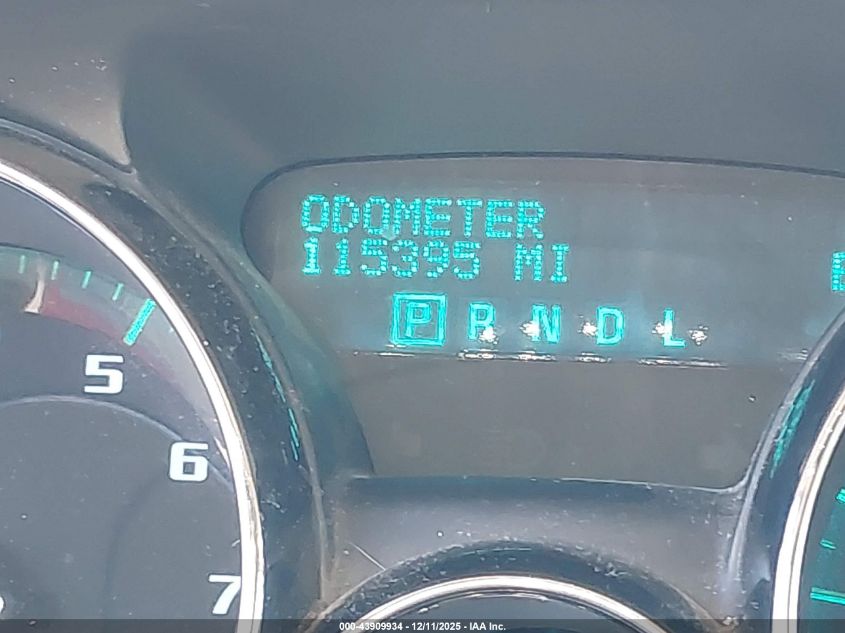 ODOMETER
115395 MI
P R N D L
5
6
7
000-43909934 - 12/11/2025 - IAA Inc.